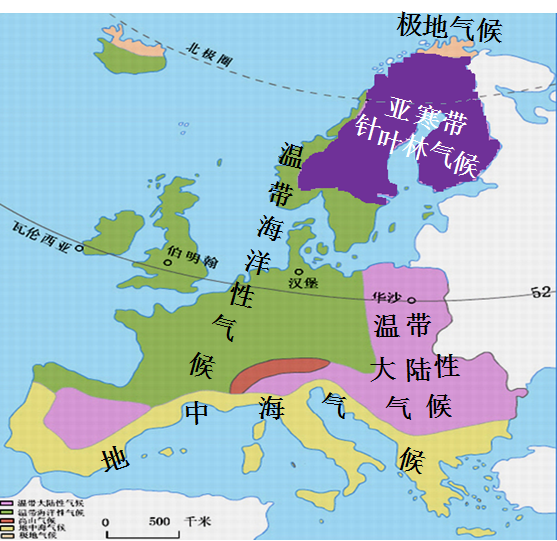 极地气候
北极圈
亚寒带
针叶林气候
温带海洋性气候
瓦伦西亚
伯明翰
汉堡
华沙
52
温带
大陆性
气候
地中海气候
温带大陆性气候
温带海洋性气候
高山气候
地中海气候
极地气候
0 500 千米